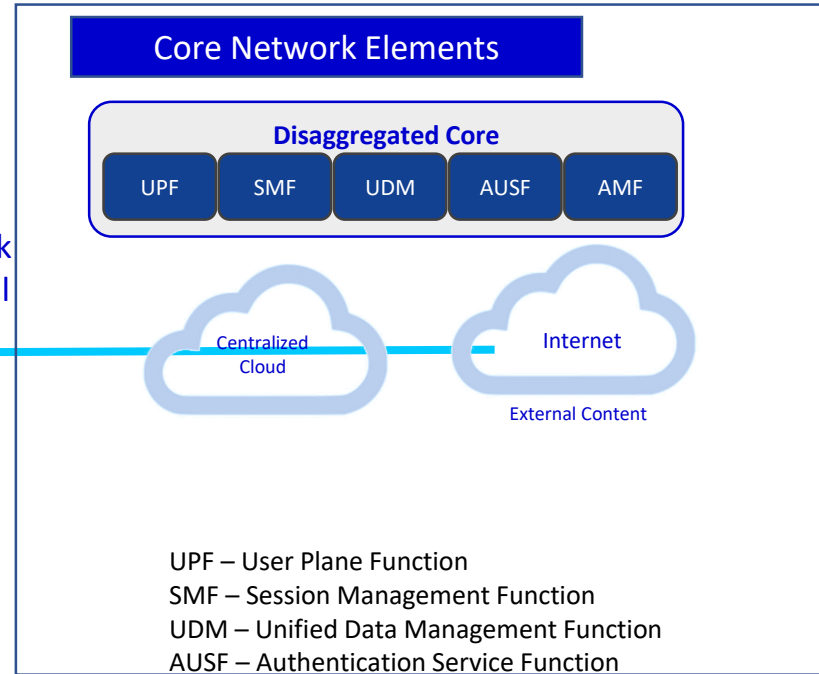 Core Network Elements
Disaggregated Core
UPF SMF UDM AUSF AMF
k
l
Centralized
Cloud
Internet
External Content
UPF – User Plane Function
SMF – Session Management Function
UDM – Unified Data Management Function
AUSF – Authentication Service Function